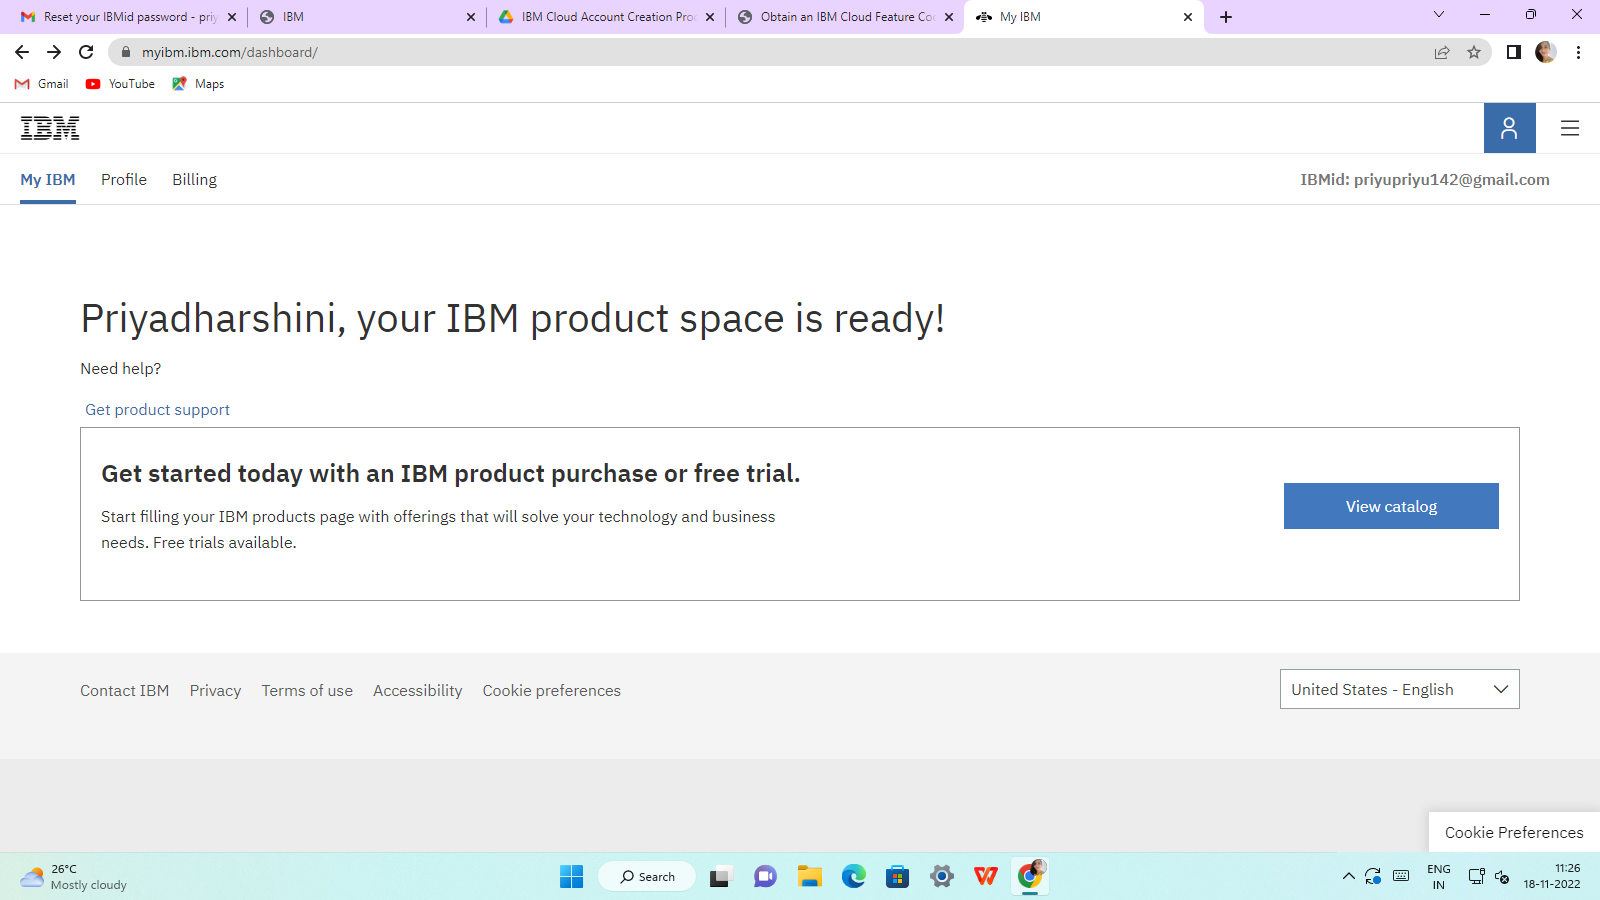 Reset your IBMid password - priy
IBM
IBM Cloud Account Creation Pro
Obtain an IBM Cloud Feature Co
My IBM
myibm.ibm.com/dashboard/
Gmail
YouTube
Maps
IBM
My IBM
Profile
Billing
IBMid: priyupriyu142@gmail.com
Priyadharshini, your IBM product space is ready!
Need help?
Get product support
Get started today with an IBM product purchase or free trial.
Start filling your IBM products page with offerings that will solve your technology and business
needs. Free trials available.
View catalog
Contact IBM
Privacy
Terms of use
Accessibility
Cookie preferences
United States - English
Cookie Preferences
26°C
Mostly cloudy
Search
ENG
IN
11:26
18-11-2022